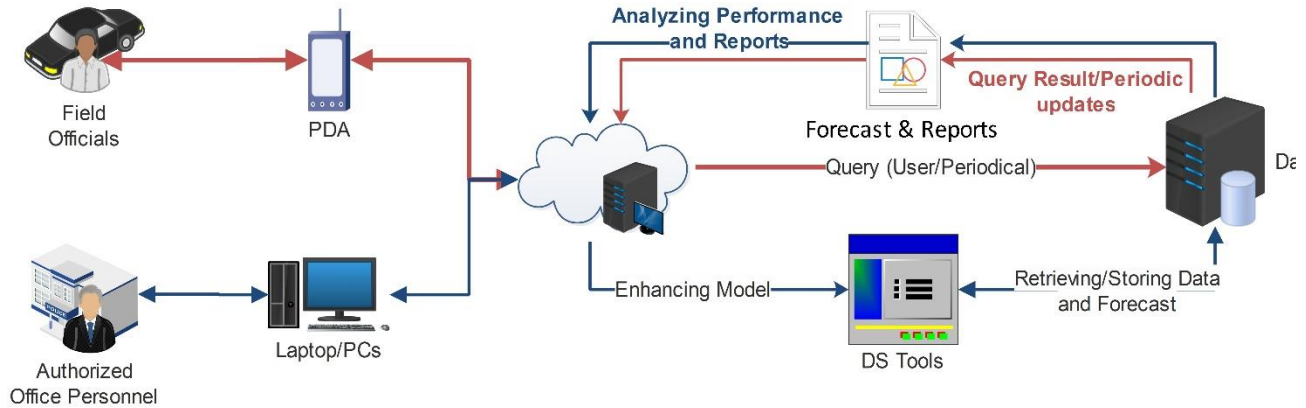 Analyzing Performance
and Reports
Query Result/Periodic
updates
Field
Officials
PDA
Forecast & Reports
Query (User/Periodical)
Da
POLICE
Enhancing Model
Retrieving/Storing Data
and Forecast
Laptop/PCs
DS Tools
Authorized
Office Personnel